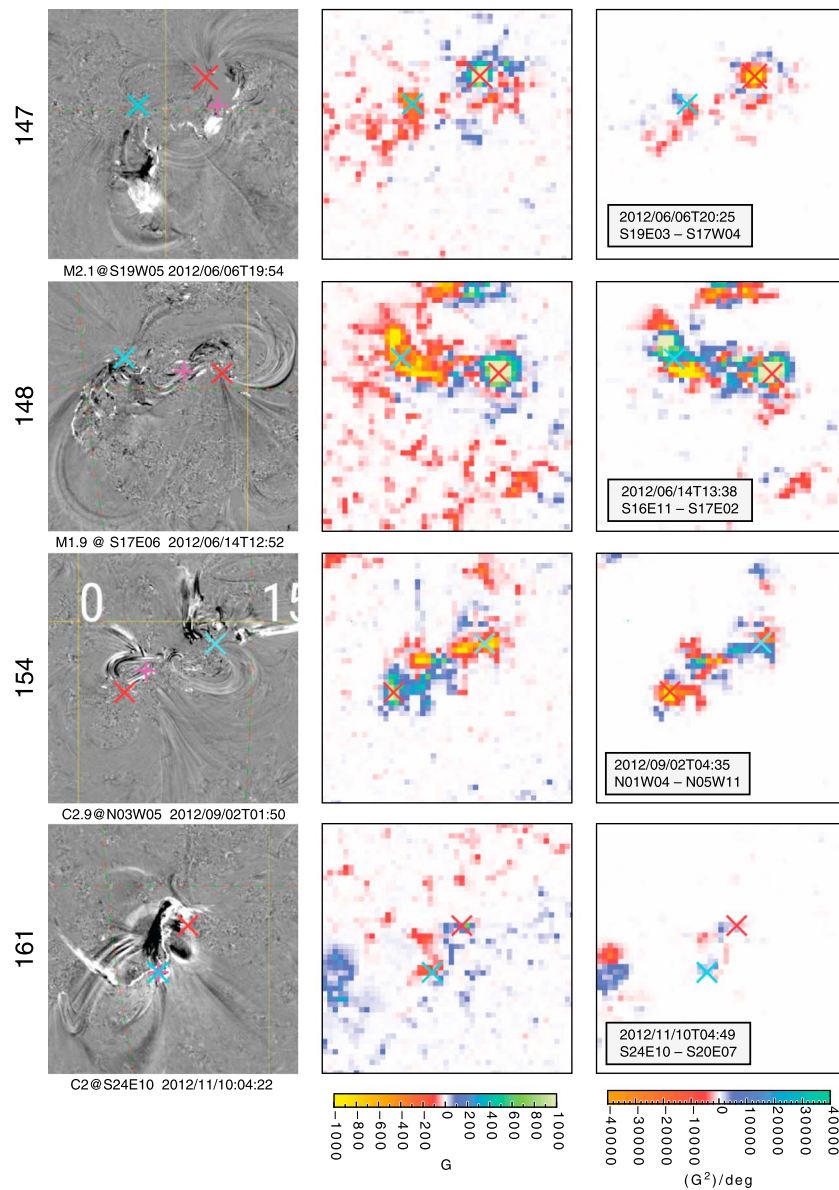 147
M2.1@S19W05 2012/06/06T19:54
2012/06/06T20:25
S19E03 – S17W04
148
M1.9 @ S17E06 2012/06/14T12:52
2012/06/14T13:38
S16E11 – S17E02
154
0 15
C2.9@N03W05 2012/09/02T01:50
2012/09/02T04:35
N01W04 – N05W11
161
C2@S24E10 2012/11/10:04:22
2012/11/10T04:49
S24E10 – S20E07
-1000 -800 -600 -400 -200 0 200 400 600 800 1000
G
-40000 -30000 -20000 -10000 0 10000 20000 30000 40000
(G²)/deg